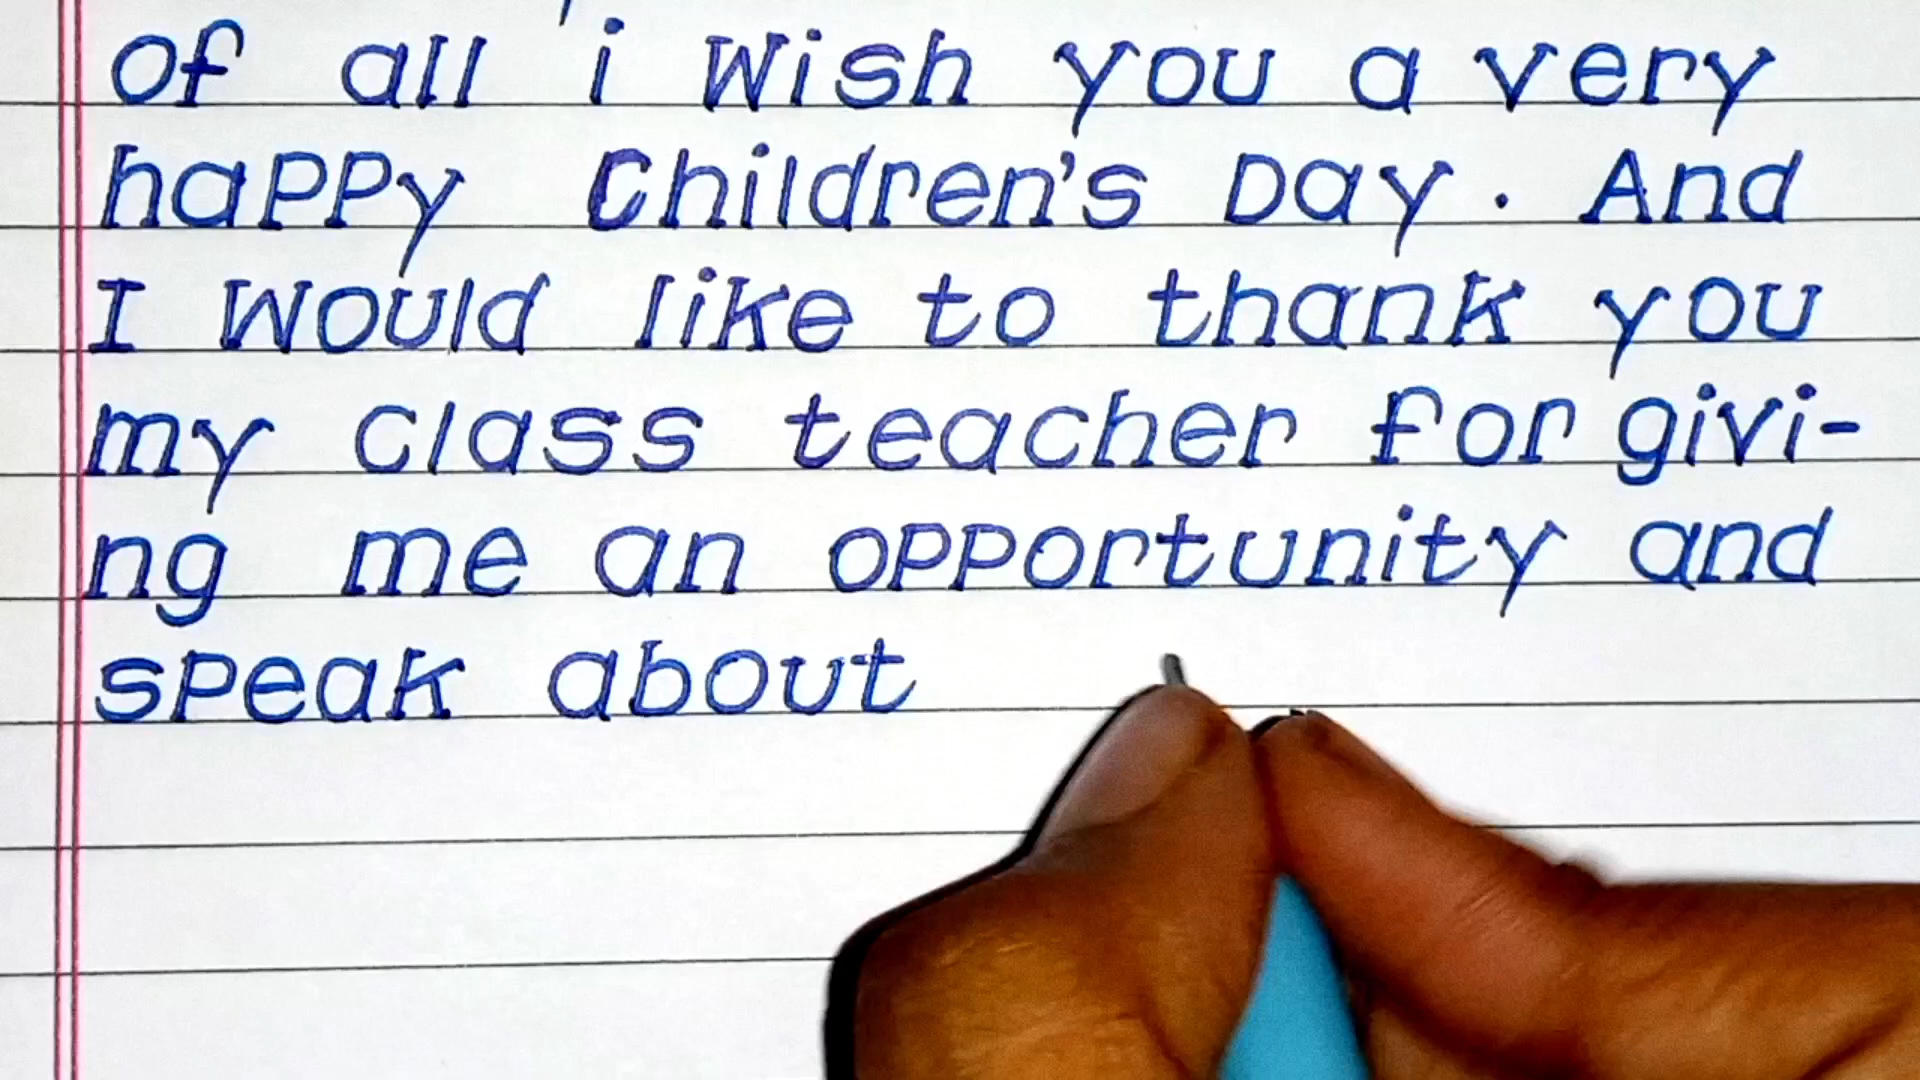 of all i Wish you a very
happy Children's Day. And
I would like to thank you
my class teacher for givi-
ng me an opportunity and
speak about